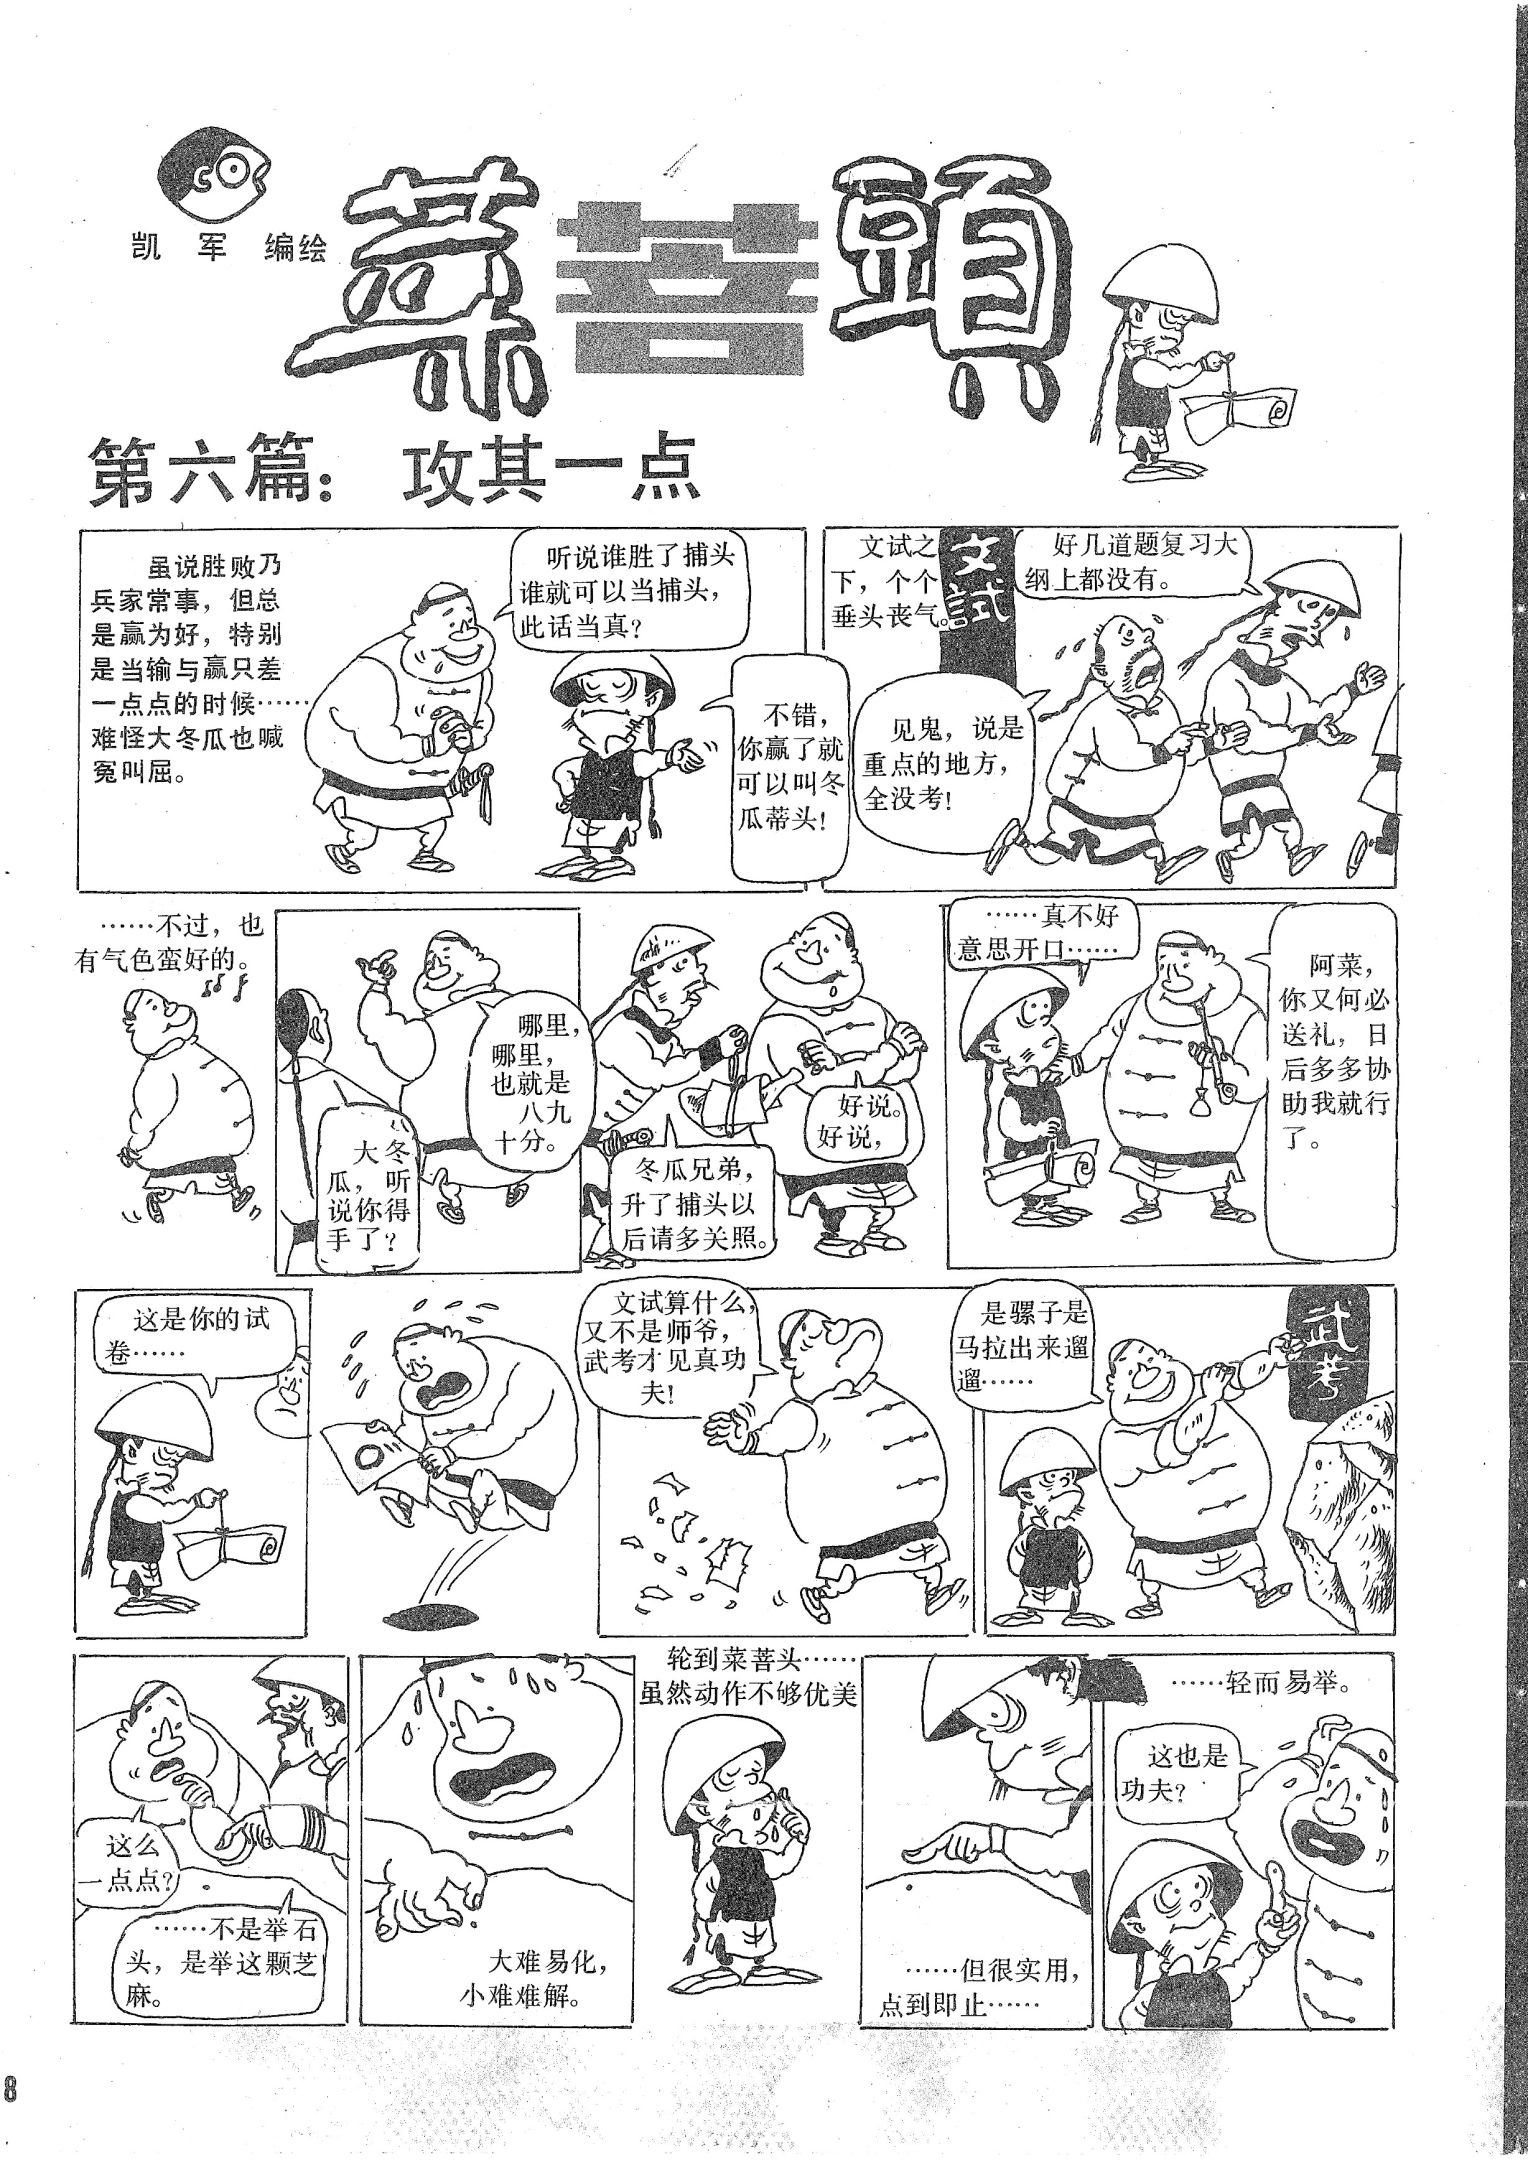 凯军 编绘
菜菩頭
第六篇：攻其一点
虽说胜败乃
兵家常事，但总
是赢为好，特别
是当输与赢只差
一点点的时候……
难怪大冬瓜也喊
冤叫屈。
听说谁胜了捕头
谁就可以当捕头，
此话当真？
不错，
你赢了就
可以叫冬
瓜蒂头！
文试之
下，个个
垂头丧气。
文試
好几道题复习大
纲上都没有。
见鬼，说是
重点的地方，
全没考！
……不过，也
有气色蛮好的。
大冬
瓜，听
说你得
手了？
哪里，
哪里，
也就是
八九
十分。
冬瓜兄弟，
升了捕头以
后请多关照。
好说。
好说，
……真不好
意思开口……
阿菜，
你又何必
送礼，日
后多多协
助我就行
了。
这是你的试
卷……
文试算什么，
又不是师爷，
武考才见真功
夫！
是骡子是
马拉出来遛
遛……
武考
这么
一点点？
……不是举石
头，是举这颗芝
麻。
大难易化，
小难难解。
轮到菜菩头……
虽然动作不够优美
……但很实用，
点到即止……
……轻而易举。
这也是
功夫？
8